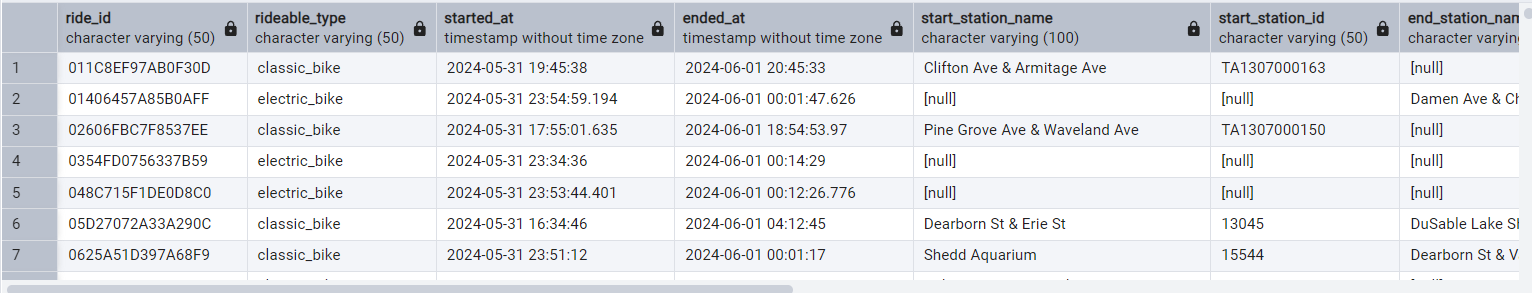 ride_id rideable_type started_at ended_at start_station_name start_station_id end_station_nam
character varying (50) character varying (50) timestamp without time zone timestamp without time zone character varying (100) character varying (50) character varying
1 011C8EF97AB0F30D classic_bike 2024-05-31 19:45:38 2024-06-01 20:45:33 Clifton Ave & Armitage Ave TA1307000163 [null]
2 01406457A85B0AFF electric_bike 2024-05-31 23:54:59.194 2024-06-01 00:01:47.626 [null] [null] Damen Ave & Ch
3 02606FBC7F8537EE classic_bike 2024-05-31 17:55:01.635 2024-06-01 18:54:53.97 Pine Grove Ave & Waveland Ave TA1307000150 [null]
4 0354FD0756337B59 electric_bike 2024-05-31 23:34:36 2024-06-01 00:14:29 [null] [null] [null]
5 048C715F1DE0D8C0 electric_bike 2024-05-31 23:53:44.401 2024-06-01 00:12:26.776 [null] [null] [null]
6 05D27072A33A290C classic_bike 2024-05-31 16:34:46 2024-06-01 04:12:45 Dearborn St & Erie St 13045 DuSable Lake Sh
7 0625A51D397A68F9 classic_bike 2024-05-31 23:51:12 2024-06-01 00:01:17 Shedd Aquarium 15544 Dearborn St & V